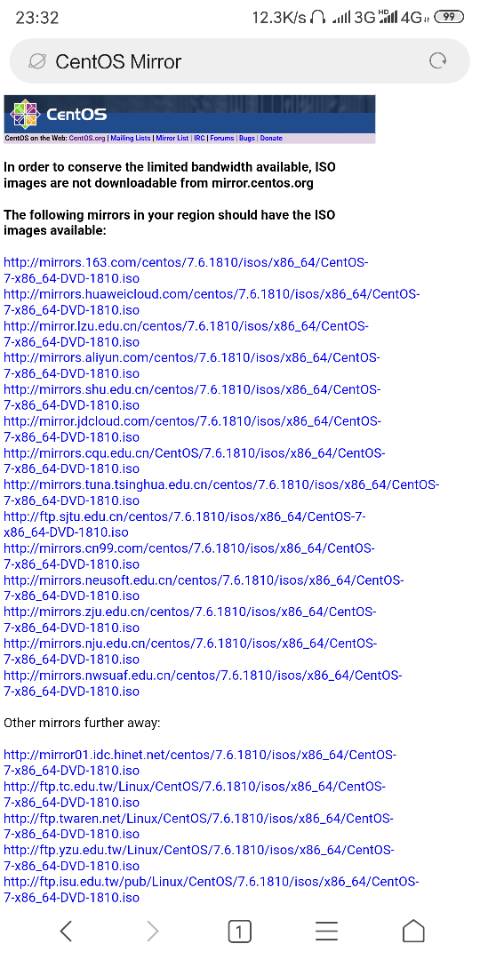 23:32
12.3K/s 3G HD 4G 99
CentOS Mirror
CentOS
CentOS on the Web: CentOS.org | Mailing Lists | Mirror List | IRC | Forums | Bugs | Donate
In order to conserve the limited bandwidth available, ISO
images are not downloadable from mirror.centos.org
The following mirrors in your region should have the ISO
images available:
http://mirrors.163.com/centos/7.6.1810/isos/x86_64/CentOS-
7-x86_64-DVD-1810.iso
http://mirrors.huaweicloud.com/centos/7.6.1810/isos/x86_64/CentOS-
7-x86_64-DVD-1810.iso
http://mirror.lzu.edu.cn/centos/7.6.1810/isos/x86_64/CentOS-
7-x86_64-DVD-1810.iso
http://mirrors.aliyun.com/centos/7.6.1810/isos/x86_64/CentOS-
7-x86_64-DVD-1810.iso
http://mirrors.shu.edu.cn/centos/7.6.1810/isos/x86_64/CentOS-
7-x86_64-DVD-1810.iso
http://mirror.jdcloud.com/centos/7.6.1810/isos/x86_64/CentOS-
7-x86_64-DVD-1810.iso
http://mirrors.cqu.edu.cn/CentOS/7.6.1810/isos/x86_64/CentOS-
7-x86_64-DVD-1810.iso
http://mirrors.tuna.tsinghua.edu.cn/centos/7.6.1810/isos/x86_64/CentOS-
7-x86_64-DVD-1810.iso
http://ftp.sjtu.edu.cn/centos/7.6.1810/isos/x86_64/CentOS-7-
x86_64-DVD-1810.iso
http://mirrors.cn99.com/centos/7.6.1810/isos/x86_64/CentOS-
7-x86_64-DVD-1810.iso
http://mirrors.neusoft.edu.cn/centos/7.6.1810/isos/x86_64/CentOS-
7-x86_64-DVD-1810.iso
http://mirrors.zju.edu.cn/centos/7.6.1810/isos/x86_64/CentOS-
7-x86_64-DVD-1810.iso
http://mirrors.nju.edu.cn/centos/7.6.1810/isos/x86_64/CentOS-
7-x86_64-DVD-1810.iso
http://mirrors.nwsuaf.edu.cn/centos/7.6.1810/isos/x86_64/CentOS-
7-x86_64-DVD-1810.iso
Other mirrors further away:
http://mirror01.idc.hinet.net/centos/7.6.1810/isos/x86_64/CentOS-
7-x86_64-DVD-1810.iso
http://ftp.tc.edu.tw/Linux/CentOS/7.6.1810/isos/x86_64/CentOS-
7-x86_64-DVD-1810.iso
http://ftp.twaren.net/Linux/CentOS/7.6.1810/isos/x86_64/CentOS-
7-x86_64-DVD-1810.iso
http://ftp.yzu.edu.tw/Linux/CentOS/7.6.1810/isos/x86_64/CentOS-
7-x86_64-DVD-1810.iso
http://ftp.isu.edu.tw/pub/Linux/CentOS/7.6.1810/isos/x86_64/CentOS-
7-x86_64-DVD-1810.iso
1